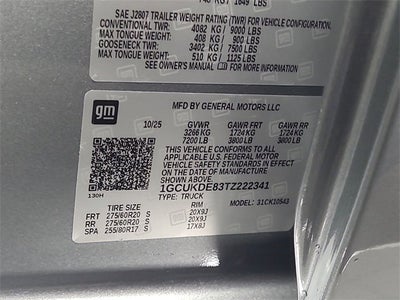 SAE J2807 TRAILER WEIGHT RATING (TWR) FOR VEHICLE CONFIGURATION.
CONVENTIONAL TWR: 4082 KG / 9000 LBS
MAX TONGUE WT: 408 KG / 900 LBS
GOOSENECK TWR: 3402 KG / 7500 LBS
MAX TONGUE WT: 510 KG / 1125 LBS
SEE OWNER'S MANUAL FOR ADDITIONAL INFORMATION.
gm
MFD BY GENERAL MOTORS LLC
10/25 GVWR GAWR FRT GAWR RR
3266 KG 1724 KG 1724 KG
7200 LB 3800 LB 3800 LB
THIS VEHICLE CONFORMS TO ALL APPLICABLE U.S. FEDERAL MOTOR
VEHICLE SAFETY STANDARDS IN EFFECT
ON THE DATE OF MANUFACTURE SHOWN ABOVE.
1GCUKDE83TZ222341
130H TYPE: TRUCK MODEL: 31CK10543
TIRE SIZE RIM
FRT 275/60R20 S 20X9J
RR 275/60R20 S 20X9J
SPA 255/80R17 S 17X8J